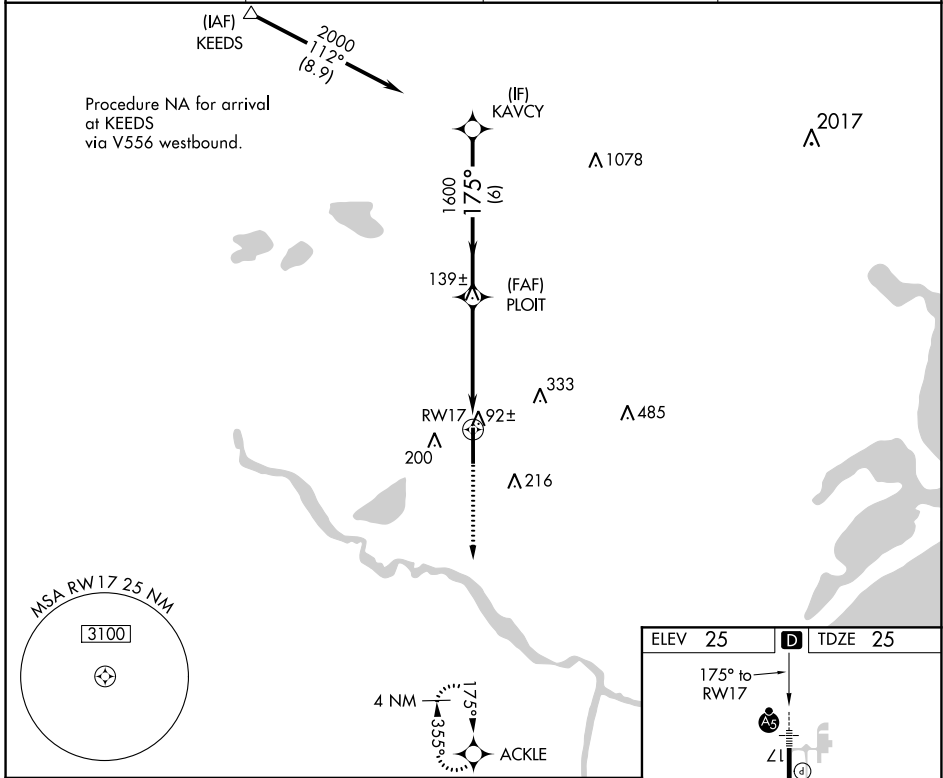 (IAF)
KEEDS
2000
112°
(8.9)
Procedure NA for arrival
at KEEDS
via V556 westbound.
(IF)
KAVCY
2017
1078
1600
175°
(6)
139±
(FAF)
PLOIT
333
485
RW17
92±
200
216
MSA RW17 25 NM
3100
4 NM
175°
355°
ACKLE
ELEV 25
D
TDZE 25
175° to
RW17
A5
17
P